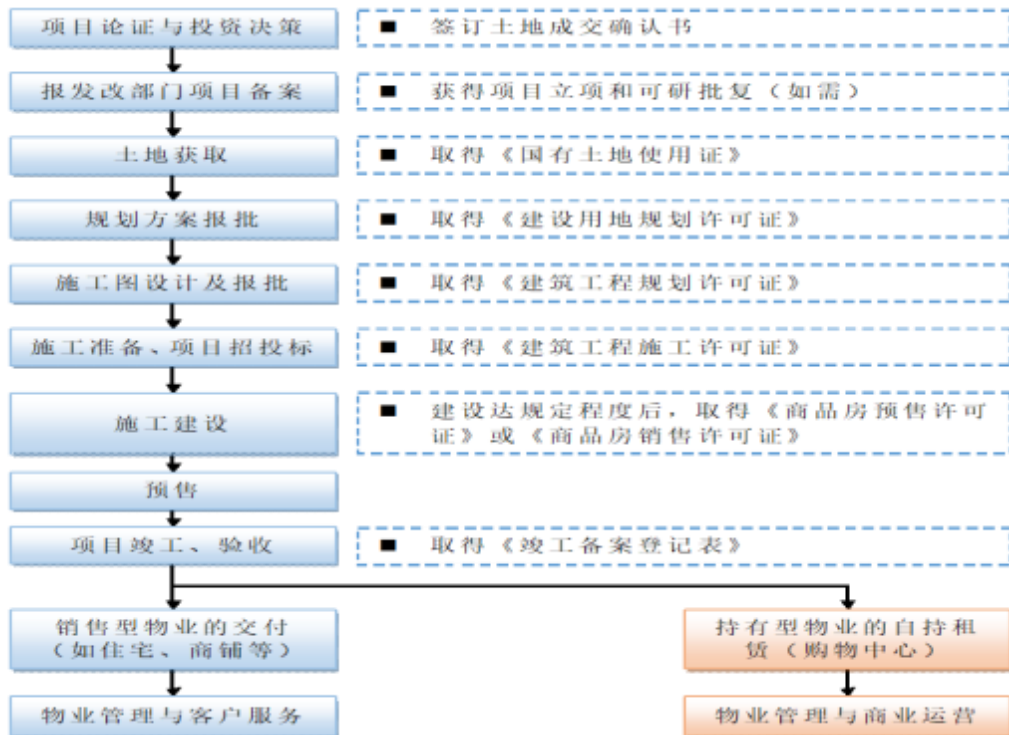 项目论证与投资决策
■ 签订土地成交确认书
报发改部门项目备案
■ 获得项目立项和可研批复（如需）
土地获取
■ 取得《国有土地使用证》
规划方案报批
■ 取得《建设用地规划许可证》
施工图设计及报批
■ 取得《建筑工程规划许可证》
施工准备、项目招投标
■ 取得《建筑工程施工许可证》
施工建设
■ 建设达规定程度后，取得《商品房预售许可
证》或《商品房销售许可证》
预售
项目竣工、验收
■ 取得《竣工备案登记表》
销售型物业的交付
（如住宅、商铺等）
持有型物业的自持租
赁（购物中心）
物业管理与客户服务
物业管理与商业运营